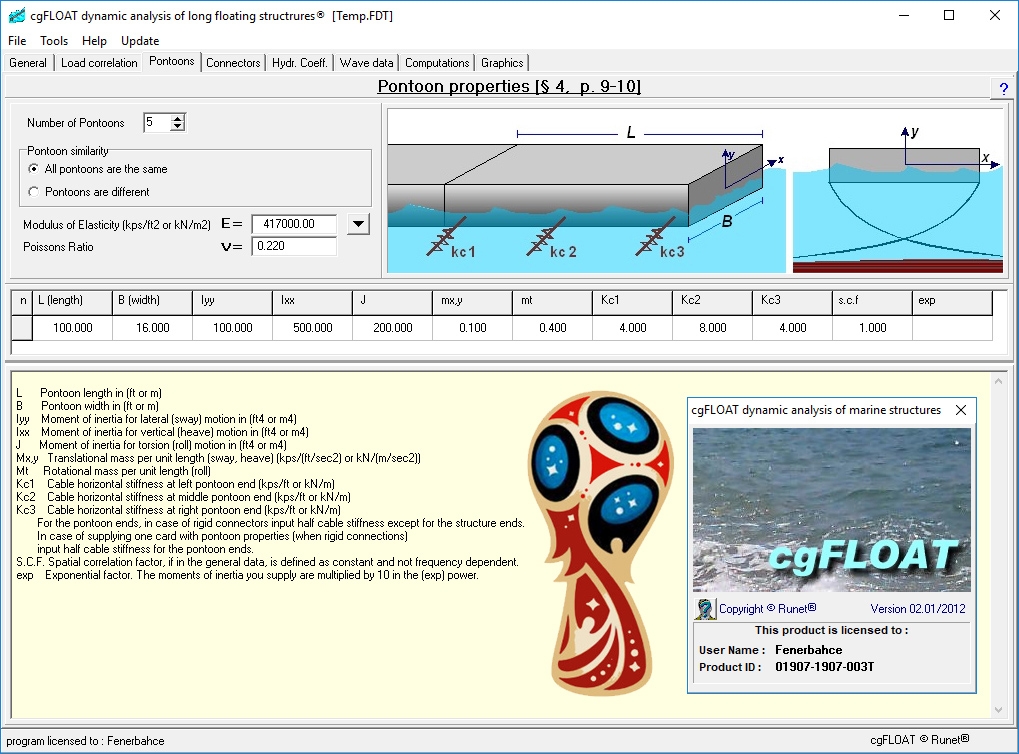 cgFLOAT dynamic analysis of long floating structrures® [Temp.FDT]
File Tools Help Update
General Load correlation Pontoons Connectors Hydr. Coeff. Wave data Computations Graphics
Pontoon properties [§ 4, p. 9-10]
?
Number of Pontoons 5
Pontoon similarity
All pontoons are the same
Pontoons are different
Modulus of Elasticity (kps/ft2 or kN/m2) E= 417000.00
Poissons Ratio v= 0.220
L
y
x
B
kc1 kc2 kc3
y
x
n L (length) B (width) Iyy Ixx J mx,y mt Kc1 Kc2 Kc3 s.c.f exp
100.000 16.000 100.000 500.000 200.000 0.100 0.400 4.000 8.000 4.000 1.000
L Pontoon length in (ft or m)
B Pontoon width in (ft or m)
Iyy Moment of inertia for lateral (sway) motion in (ft4 or m4)
Ixx Moment of inertia for vertical (heave) motion in (ft4 or m4)
J Moment of inertia for torsion (roll) motion in (ft4 or m4)
Mx,y Translational mass per unit length (sway, heave) (kps/(ft/sec2) or kN/(m/sec2))
Mt Rotational mass per unit length (roll)
Kc1 Cable horizontal stiffness at left pontoon end (kps/ft or kN/m)
Kc2 Cable horizontal stiffness at middle pontoon end (kps/ft or kN/m)
Kc3 Cable horizontal stiffness at right pontoon end (kps/ft or kN/m)
For the pontoon ends, in case of rigid connectors input half cable stiffness except for the structure ends.
In case of supplying one card with pontoon properties (when rigid connections)
input half cable stiffness for the pontoon ends.
S.C.F. Spatial correlation factor, if in the general data, is defined as constant and not frequency dependent.
exp Exponential factor. The moments of inertia you supply are multiplied by 10 in the (exp) power.
cgFLOAT dynamic analysis of marine structures
cgFLOAT
Copyright © Runet® Version 02.01/2012
This product is licensed to :
User Name : Fenerbahce
Product ID : 01907-1907-003T
program licensed to : Fenerbahce
cgFLOAT © Runet®